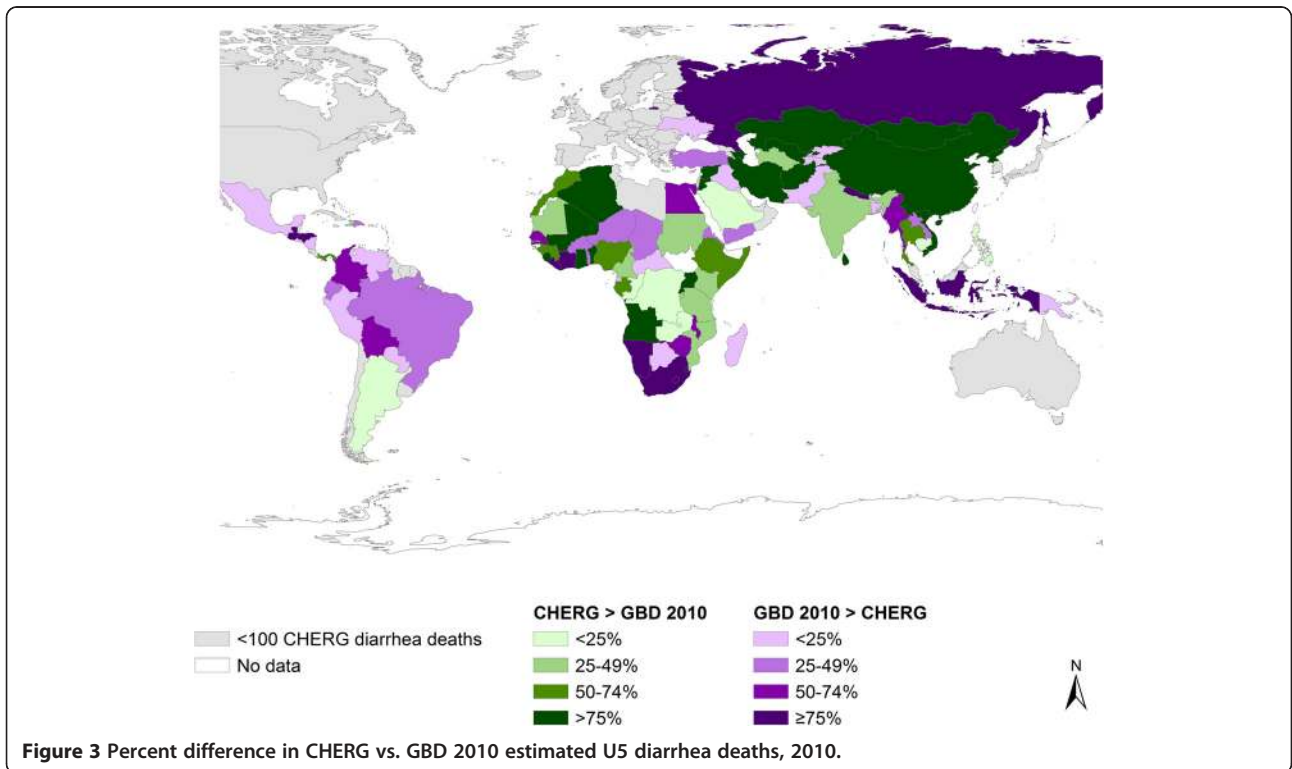 CHERG > GBD 2010
GBD 2010 > CHERG
<100 CHERG diarrhea deaths
No data
<25%
25-49%
50-74%
>75%
<25%
25-49%
50-74%
≥75%
N
Figure 3 Percent difference in CHERG vs. GBD 2010 estimated U5 diarrhea deaths, 2010.